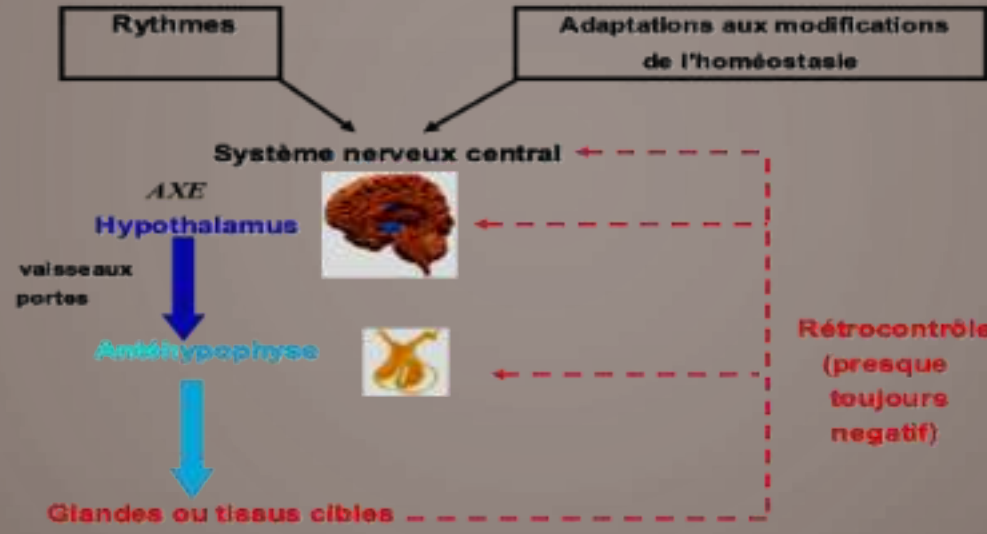 Rythmes
Adaptations aux modifications
de l'homéostasie
Système nerveux central
AXE
Hypothalamus
vaisseaux
portes
Antéhypophyse
Rétrocontrôle
(presque
toujours
negatif)
Glandes ou tissus cibles